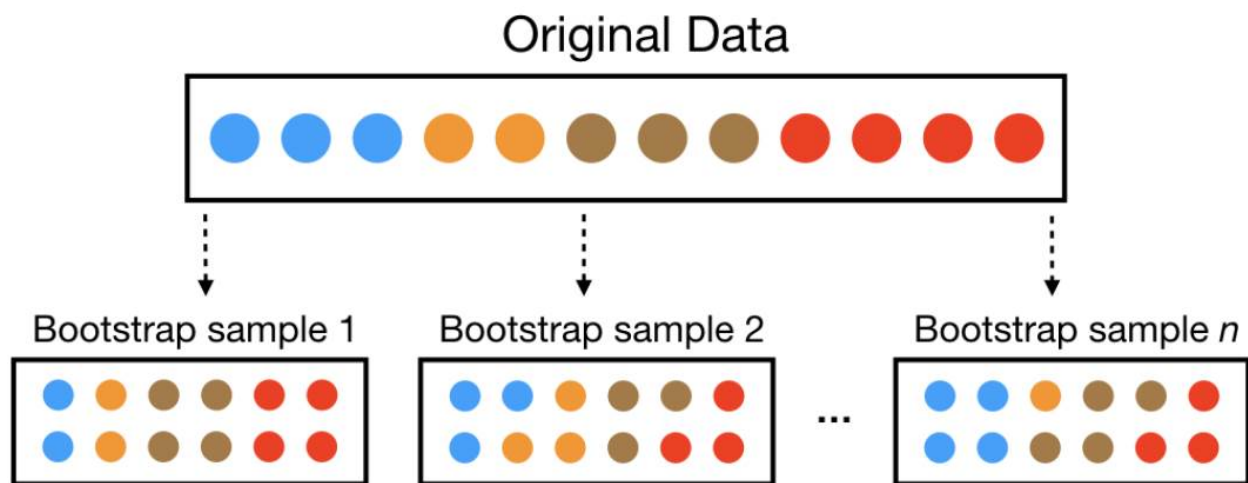 Original Data
Bootstrap sample 1
Bootstrap sample 2
Bootstrap sample n
...